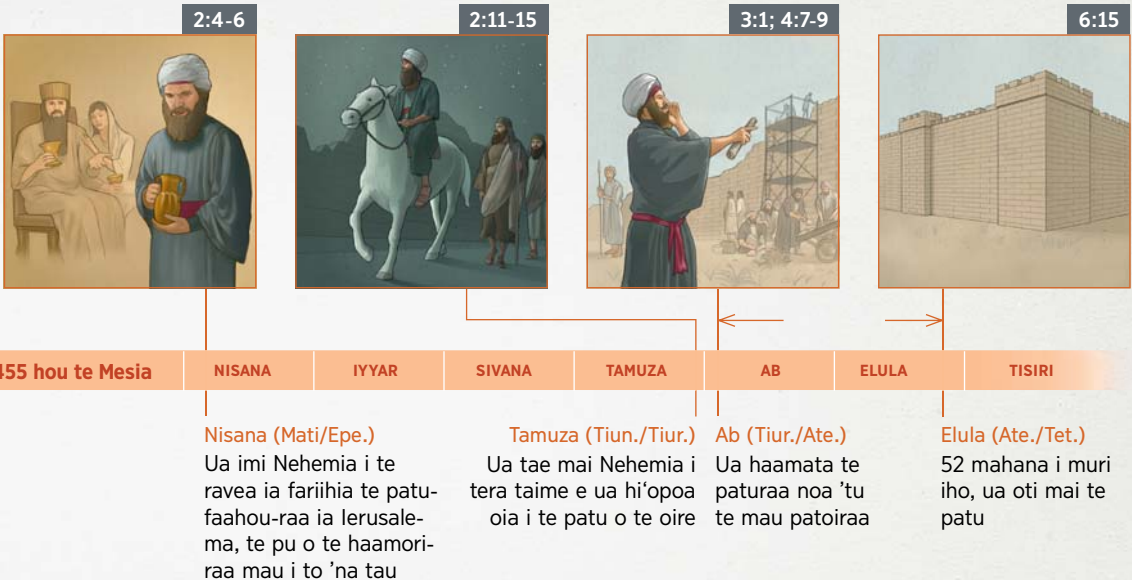 2:4-6
2:11-15
3:1; 4:7-9
6:15
455 hou te Mesia
NISANA
IYYAR
SIVANA
TAMUZA
AB
ELULA
TISIRI
Nisana (Mati/Epe.)
Ua imi Nehemia i te
ravea ia fariihia te patu-
faahou-raa ia Ierusale-
ma, te pu o te haamori-
raa mau i to ’na tau
Tamuza (Tiun./Tiur.)
Ua tae mai Nehemia i
tera taime e ua hi‘opoa
oia i te patu o te oire
Ab (Tiur./Ate.)
Ua haamata te
paturaa noa ’tu
te mau patoiraa
Elula (Ate./Tet.)
52 mahana i muri
iho, ua oti mai te
patu